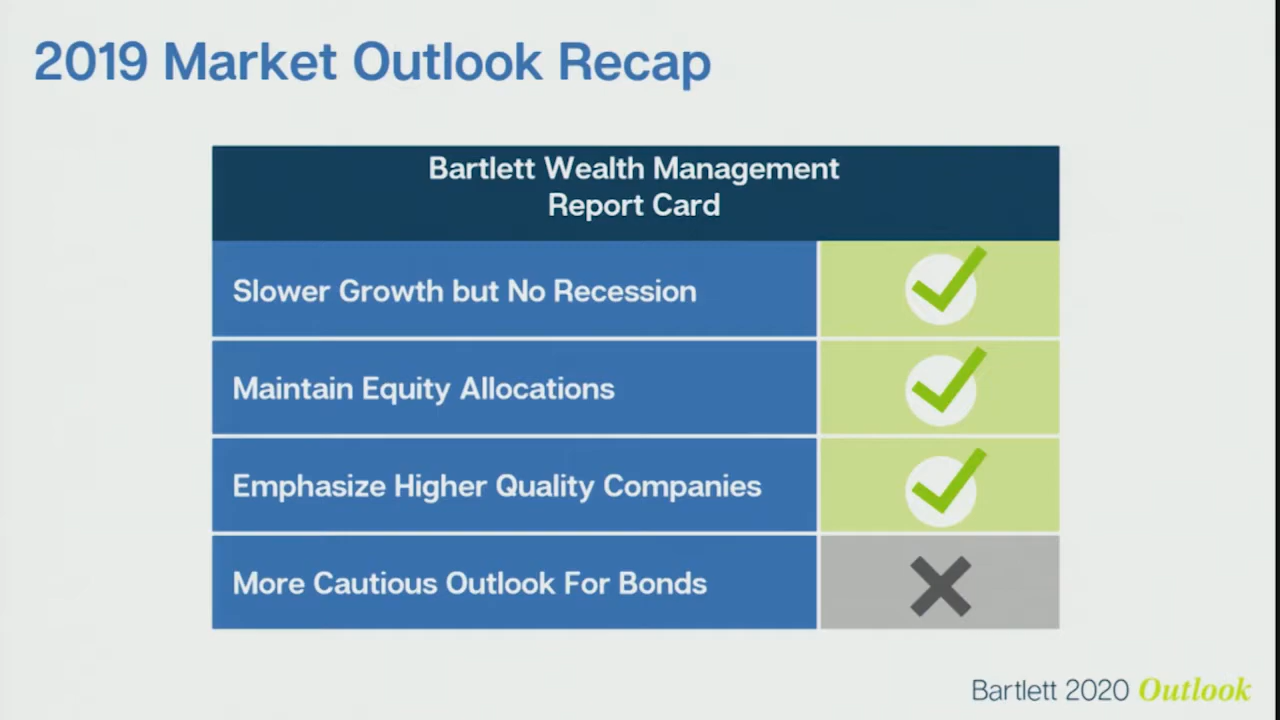 2019 Market Outlook Recap
Bartlett Wealth Management
Report Card
Slower Growth but No Recession
Maintain Equity Allocations
Emphasize Higher Quality Companies
More Cautious Outlook For Bonds
Bartlett 2020 Outlook